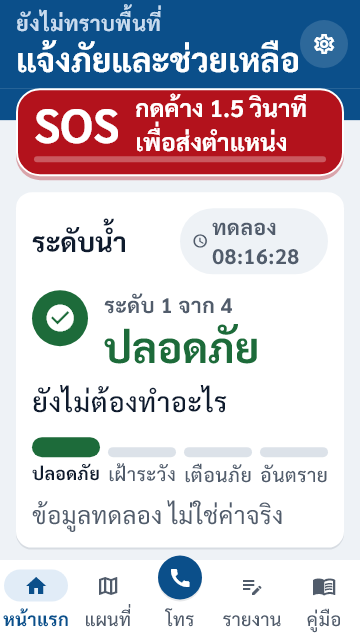 ยังไม่ทราบพื้นที่
แจ้งภัยและช่วยเหลือ
SOS
กดค้าง 1.5 วินาที
เพื่อส่งตำแหน่ง
ระดับน้ำ
ทดลอง
08:16:28
ระดับ 1 จาก 4
ปลอดภัย
ยังไม่ต้องทำอะไร
ปลอดภัย เฝ้าระวัง เตือนภัย อันตราย
ข้อมูลทดลอง ไม่ใช่ค่าจริง
หน้าแรก แผนที่ โทร รายงาน คู่มือ